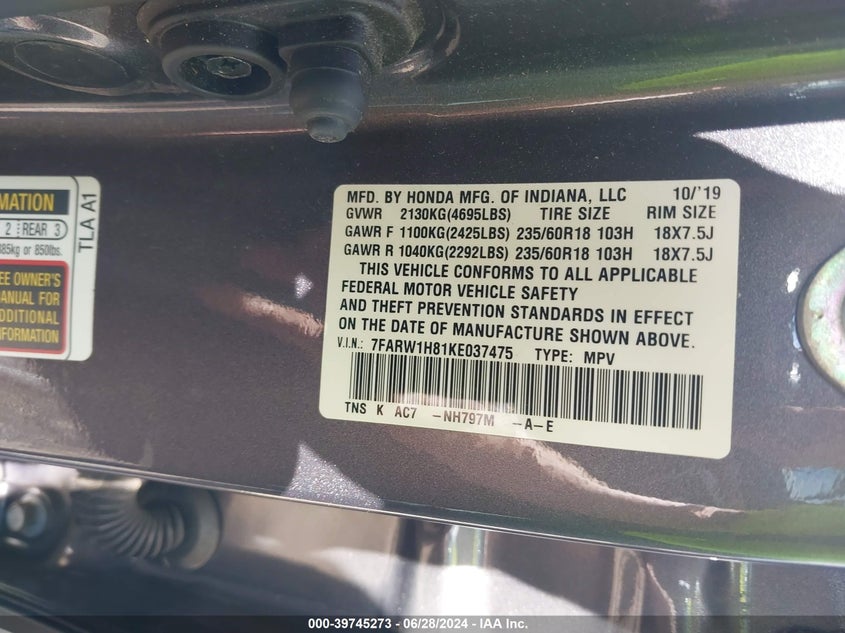 MATION
2 REAR 3
385kg or 850lbs.
EE OWNER'S
ANUAL FOR
DDITIONAL
NFORMATION
TLA A1
MFD. BY HONDA MFG. OF INDIANA, LLC 10/'19
GVWR 2130KG(4695LBS) TIRE SIZE RIM SIZE
GAWR F 1100KG(2425LBS) 235/60R18 103H 18X7.5J
GAWR R 1040KG(2292LBS) 235/60R18 103H 18X7.5J
THIS VEHICLE CONFORMS TO ALL APPLICABLE
FEDERAL MOTOR VEHICLE SAFETY
AND THEFT PREVENTION STANDARDS IN EFFECT
ON THE DATE OF MANUFACTURE SHOWN ABOVE.
V.I.N.: 7FARW1H81KE037475 TYPE: MPV
TNS K AC7 -NH797M -A-E
000-39745273 - 06/28/2024 - IAA Inc.